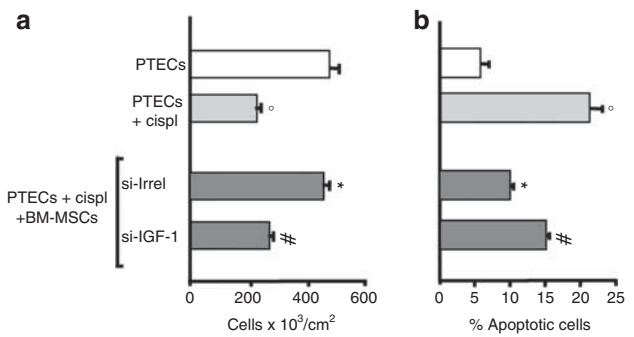 a
b
PTECs
PTECs
+ cispl
°
°
PTECs + cispl
+BM-MSCs
si-Irrel
*
*
si-IGF-1
#
#
0 200 400 600
0 5 10 15 20 25
Cells x 10³/cm²
% Apoptotic cells